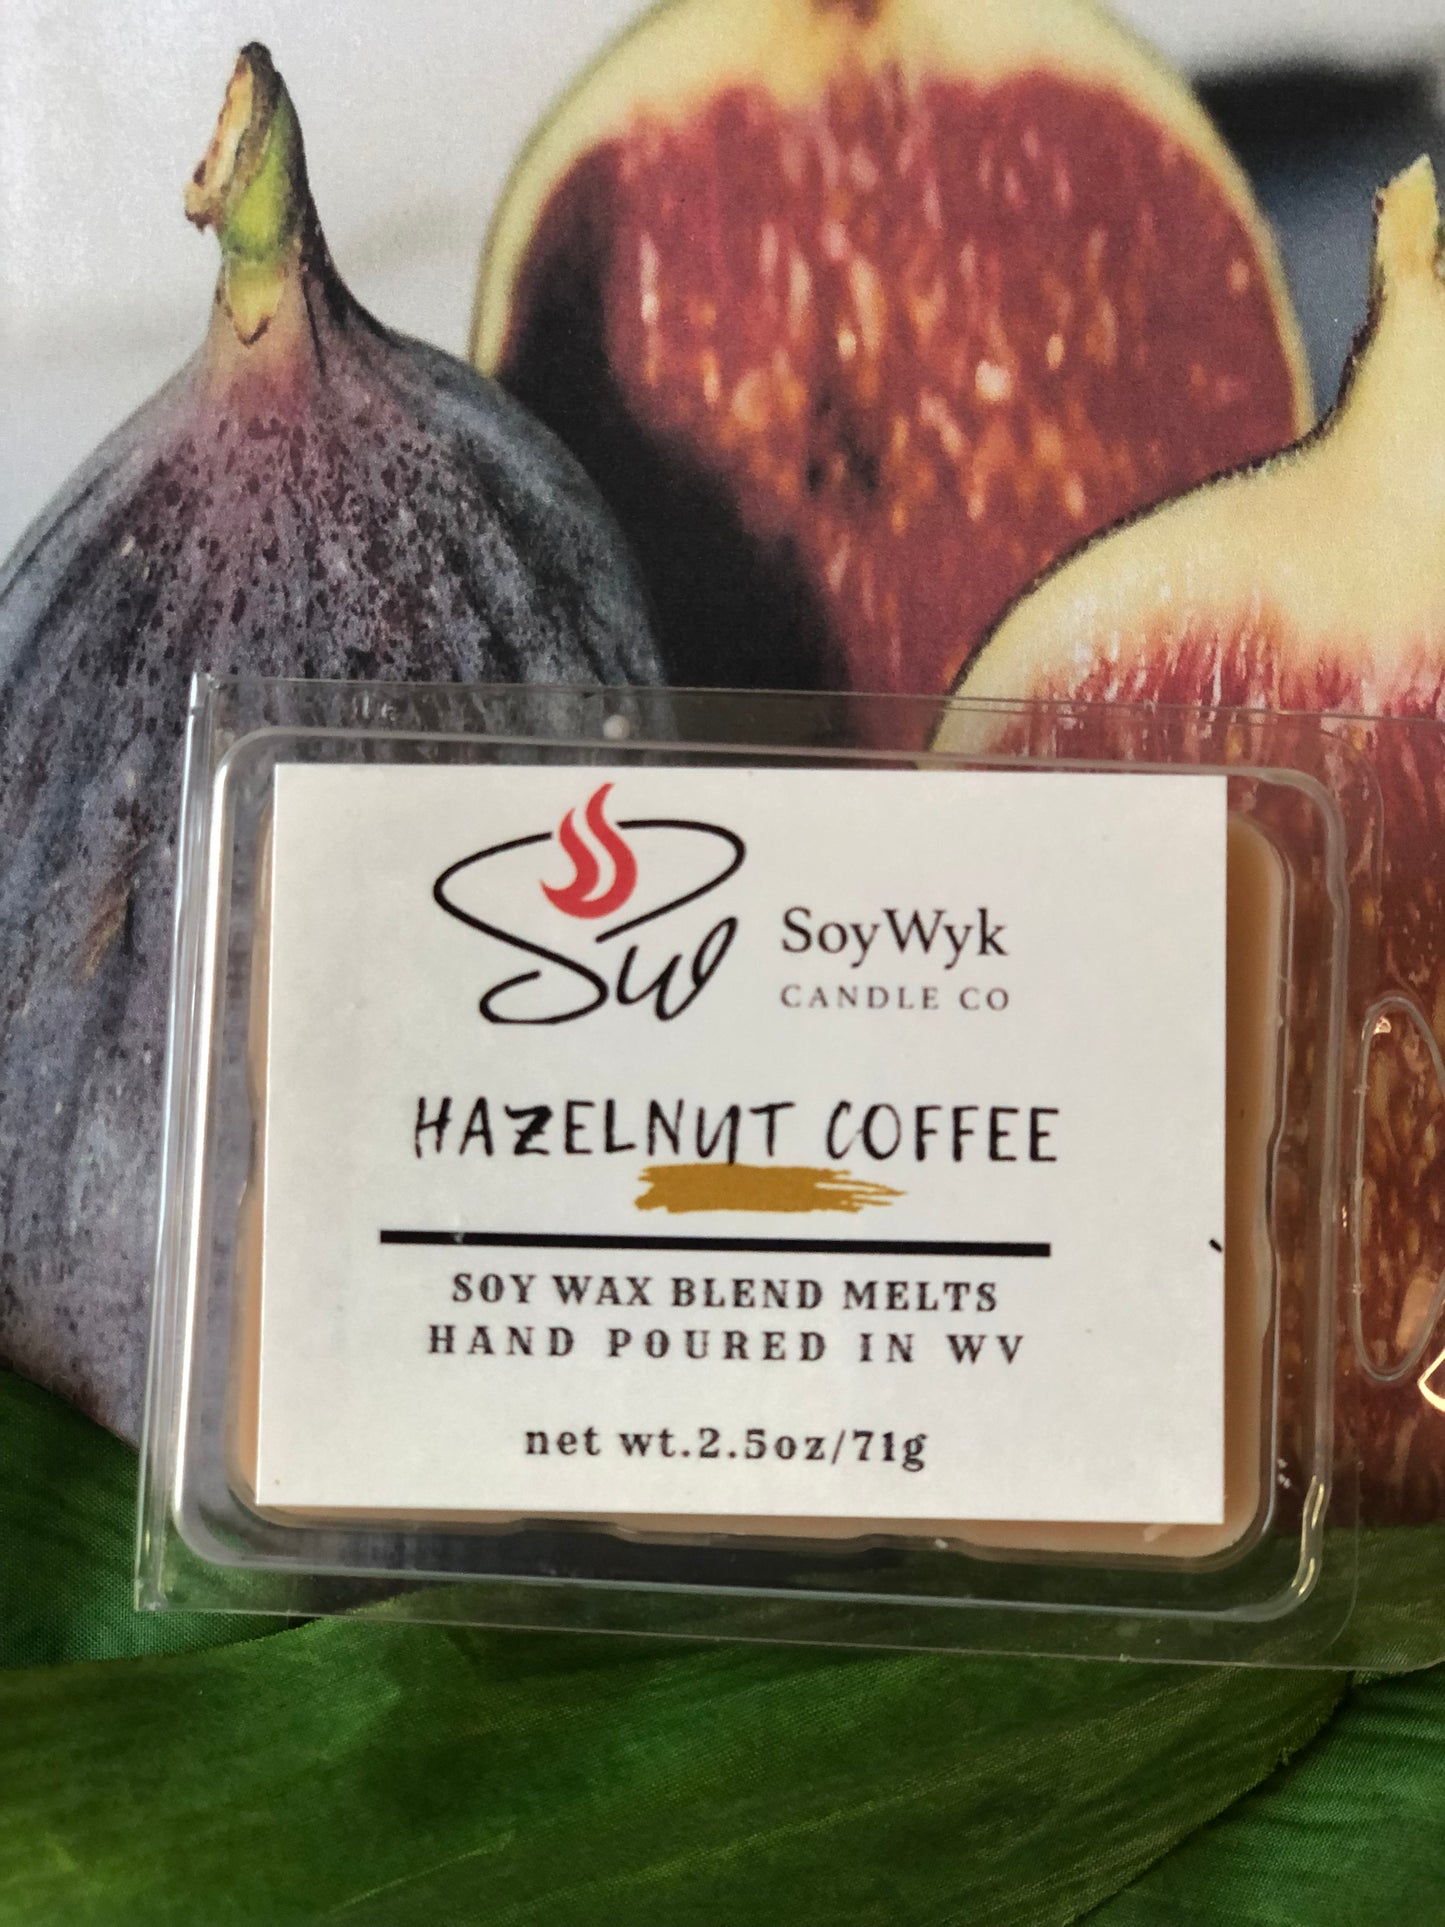 Sw
SoyWyk
CANDLE CO
HAZELNUT COFFEE
SOY WAX BLEND MELTS
HAND POURED IN WV
net wt.2.5oz/71g